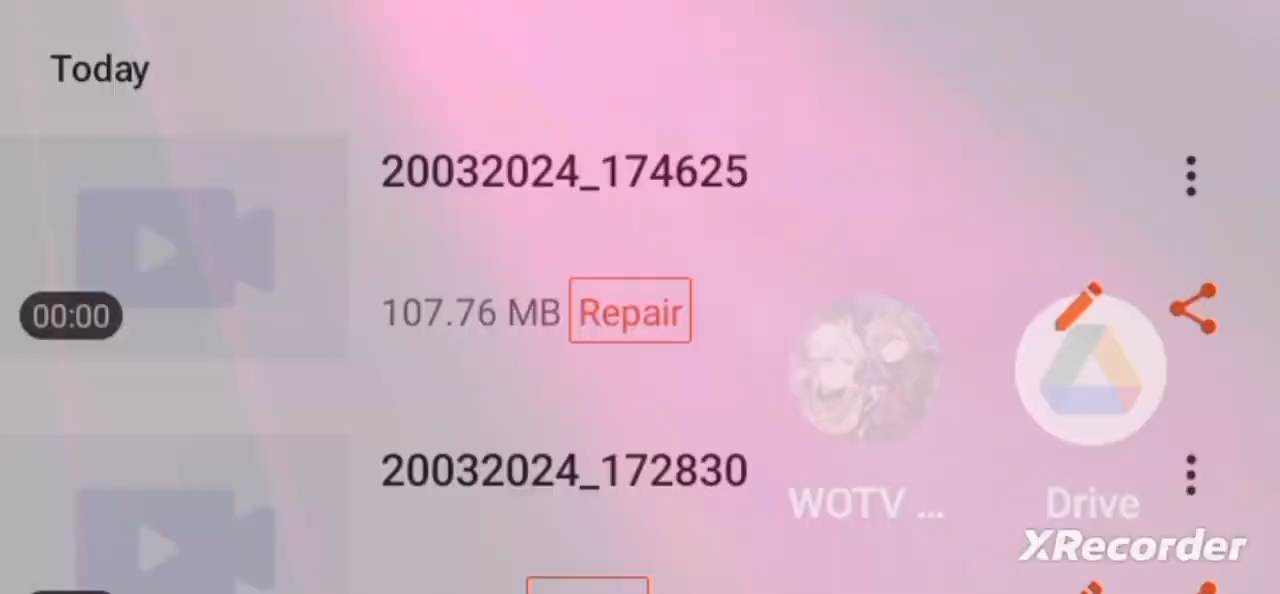 Today
20032024_174625
00:00
107.76 MB Repair
20032024_172830
WOTV ...
Drive
XRecorder